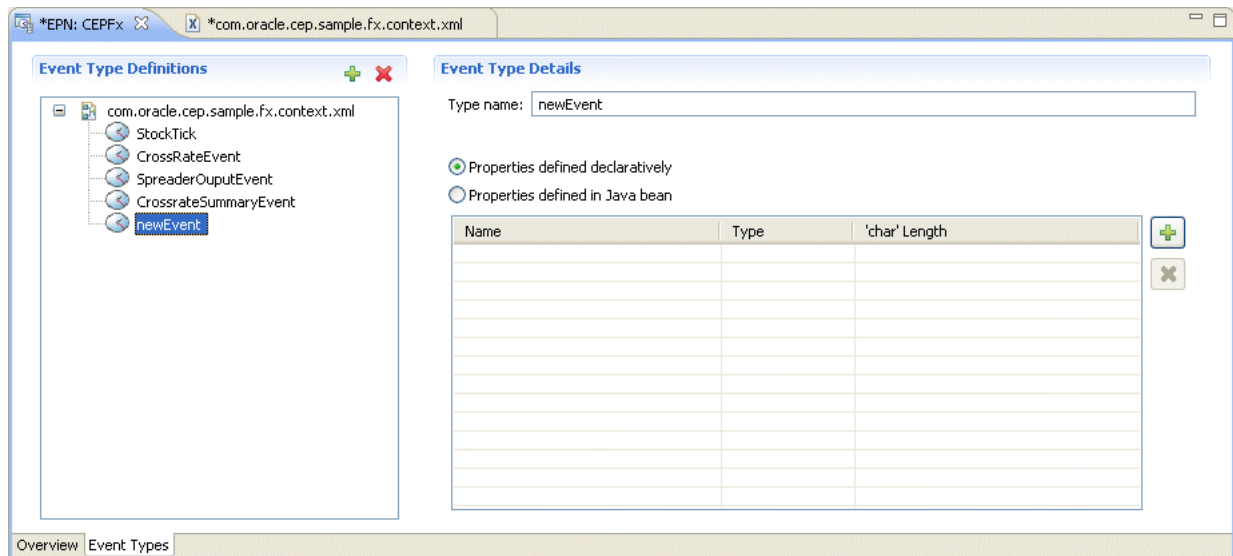 *EPN: CEPFx
*com.oracle.cep.sample.fx.context.xml
Event Type Definitions
com.oracle.cep.sample.fx.context.xml
StockTick
CrossRateEvent
SpreaderOuputEvent
CrossrateSummaryEvent
newEvent
Event Type Details
Type name: newEvent
Properties defined declaratively
Properties defined in Java bean
Name Type 'char' Length
Overview Event Types